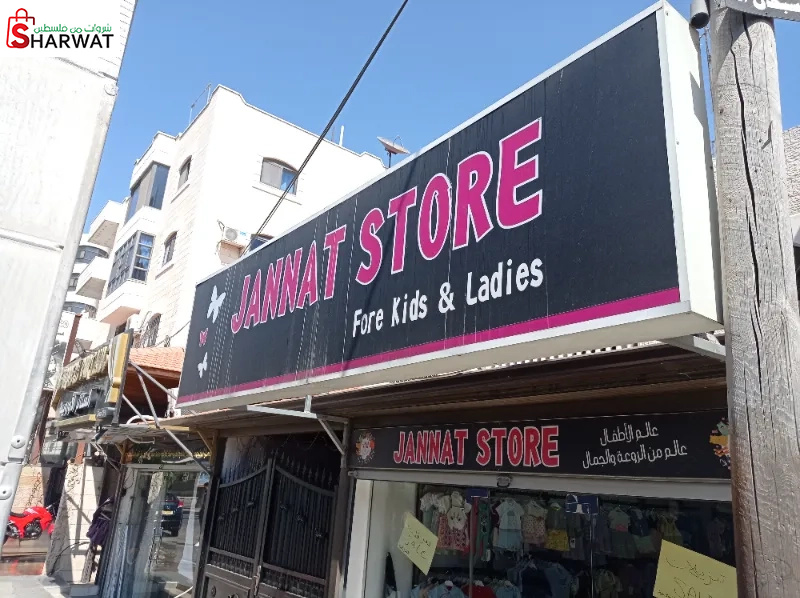 شروات من فلسطين
SHARWAT
JANNAT STORE
Fore Kids & Ladies
JANNAT STORE
عالم الأطفال
عالم من الروعة والجمال